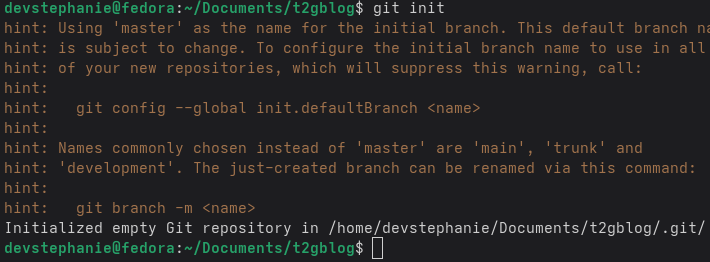 devstephanie@fedora:~/Documents/t2gblog$ git init
hint: Using 'master' as the name for the initial branch. This default branch na
hint: is subject to change. To configure the initial branch name to use in all
hint: of your new repositories, which will suppress this warning, call:
hint:
hint:   git config --global init.defaultBranch <name>
hint:
hint: Names commonly chosen instead of 'master' are 'main', 'trunk' and
hint: 'development'. The just-created branch can be renamed via this command:
hint:
hint:   git branch -m <name>
Initialized empty Git repository in /home/devstephanie/Documents/t2gblog/.git/
devstephanie@fedora:~/Documents/t2gblog$